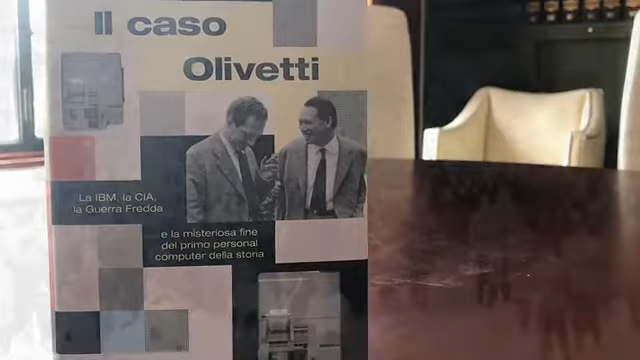 Il caso
Olivetti
La IBM, la CIA,
la Guerra Fredda
e la misteriosa fine
del primo personal
computer della storia